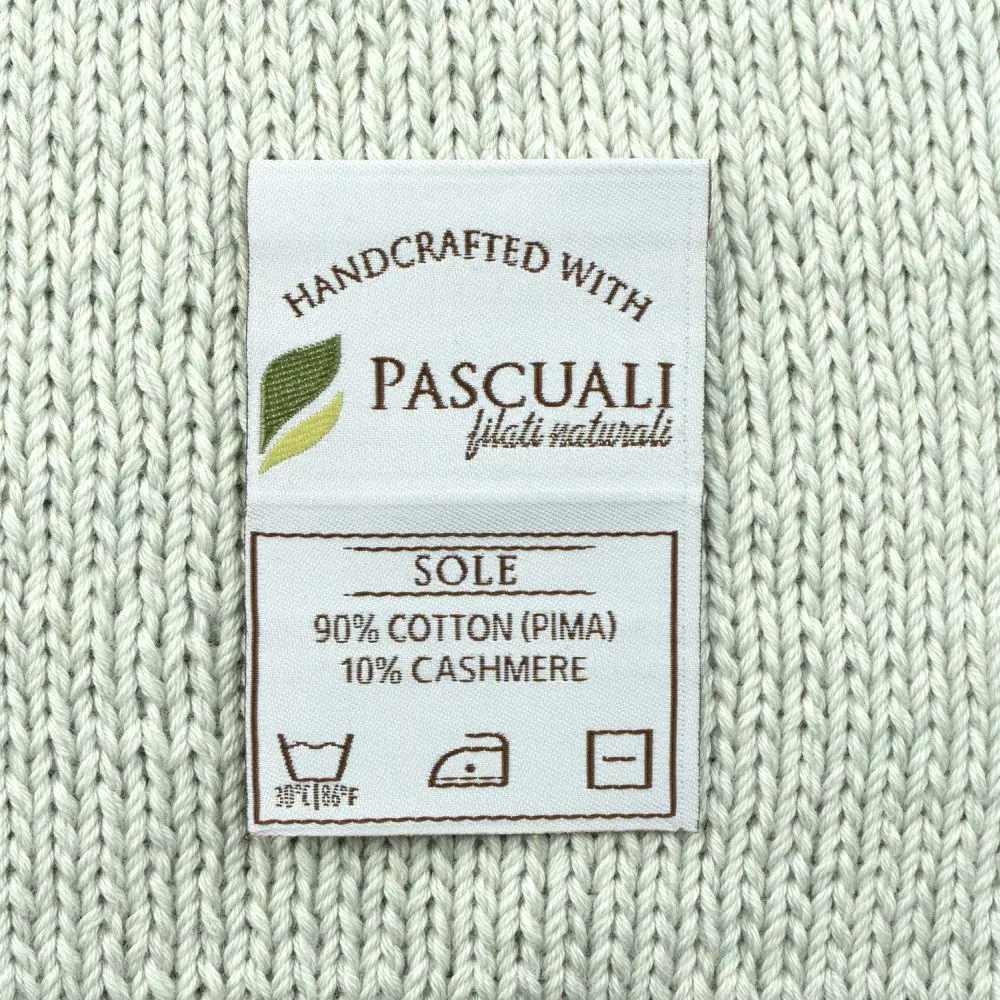 HANDCRAFTED WITH
PASCUALI
filati naturali
SOLE
90% COTTON (PIMA)
10% CASHMERE
30°C|86°F